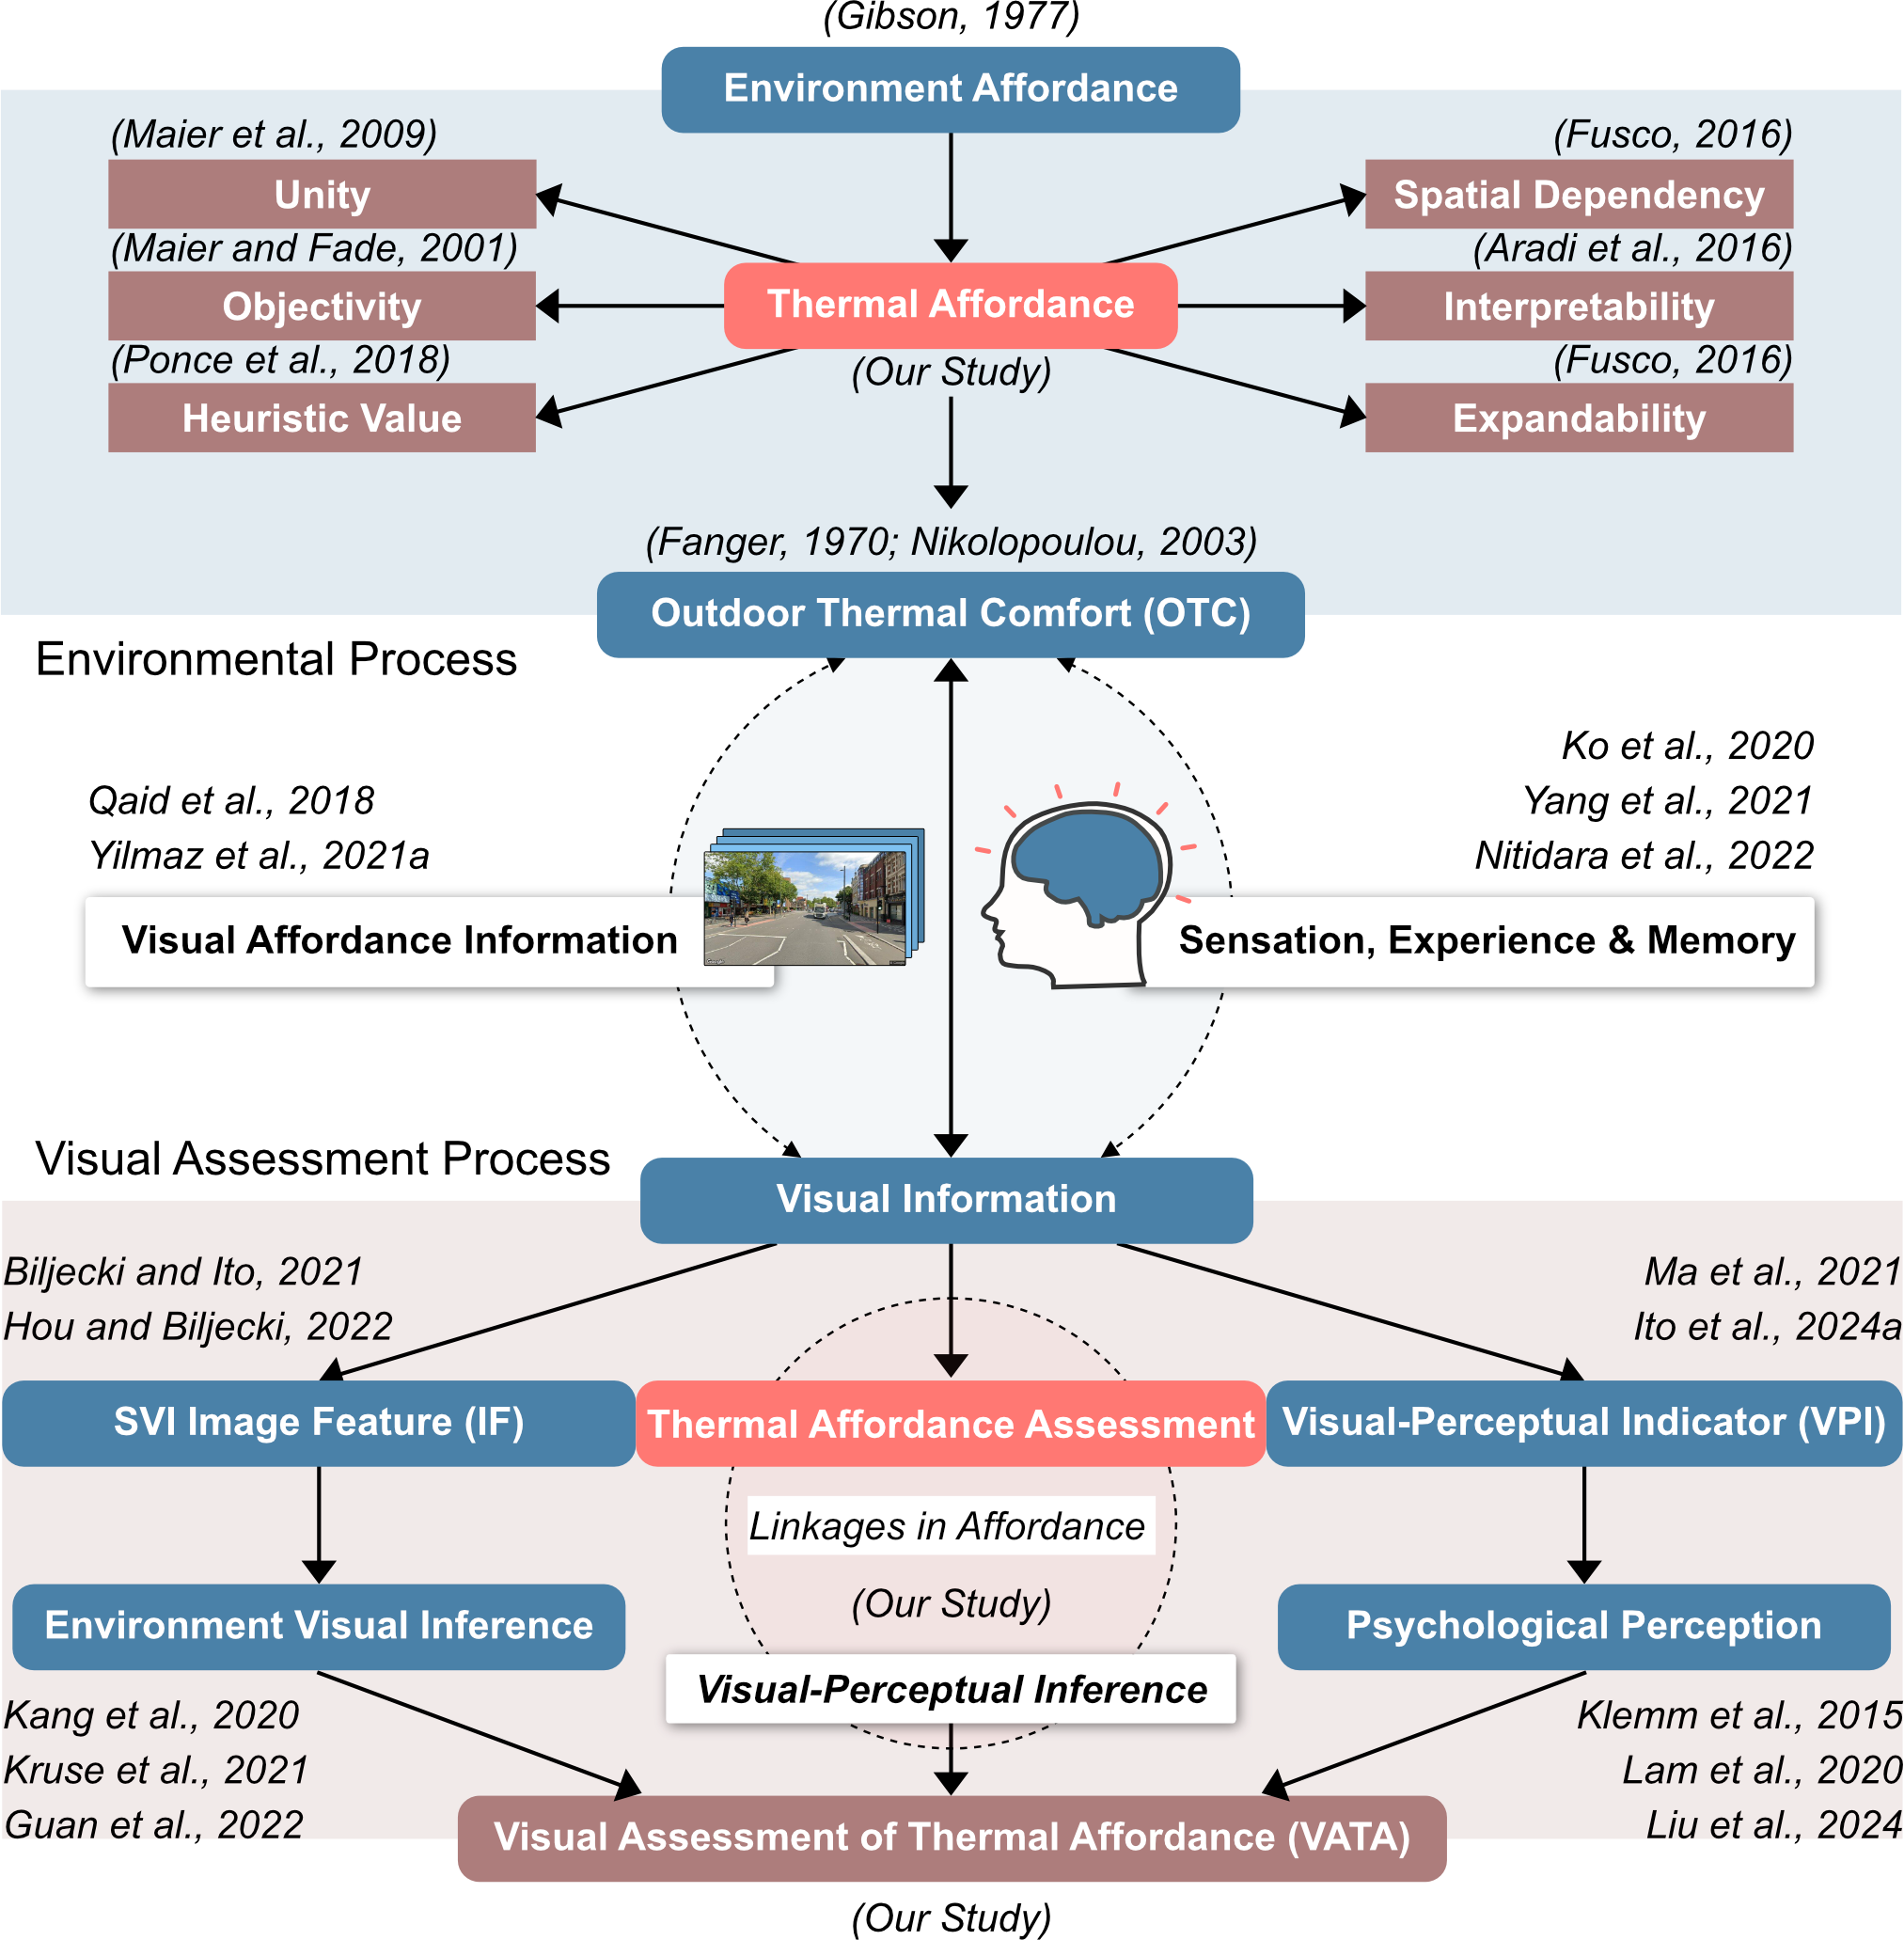 (Gibson, 1977)
Environment Affordance
(Maier et al., 2009)
Unity
(Maier and Fade, 2001)
Objectivity
(Ponce et al., 2018)
Heuristic Value
(Fusco, 2016)
Spatial Dependency
(Aradi et al., 2016)
Interpretability
(Fusco, 2016)
Expandability
Thermal Affordance
(Our Study)
(Fanger, 1970; Nikolopoulou, 2003)
Outdoor Thermal Comfort (OTC)
Environmental Process
Qaid et al., 2018
Yilmaz et al., 2021a
Visual Affordance Information
Google
Ko et al., 2020
Yang et al., 2021
Nitidara et al., 2022
Sensation, Experience & Memory
Visual Assessment Process
Visual Information
Biljecki and Ito, 2021
Hou and Biljecki, 2022
Ma et al., 2021
Ito et al., 2024a
SVI Image Feature (IF)
Thermal Affordance Assessment
Visual-Perceptual Indicator (VPI)
Linkages in Affordance
(Our Study)
Environment Visual Inference
Psychological Perception
Visual-Perceptual Inference
Kang et al., 2020
Kruse et al., 2021
Guan et al., 2022
Klemm et al., 2015
Lam et al., 2020
Liu et al., 2024
Visual Assessment of Thermal Affordance (VATA)
(Our Study)